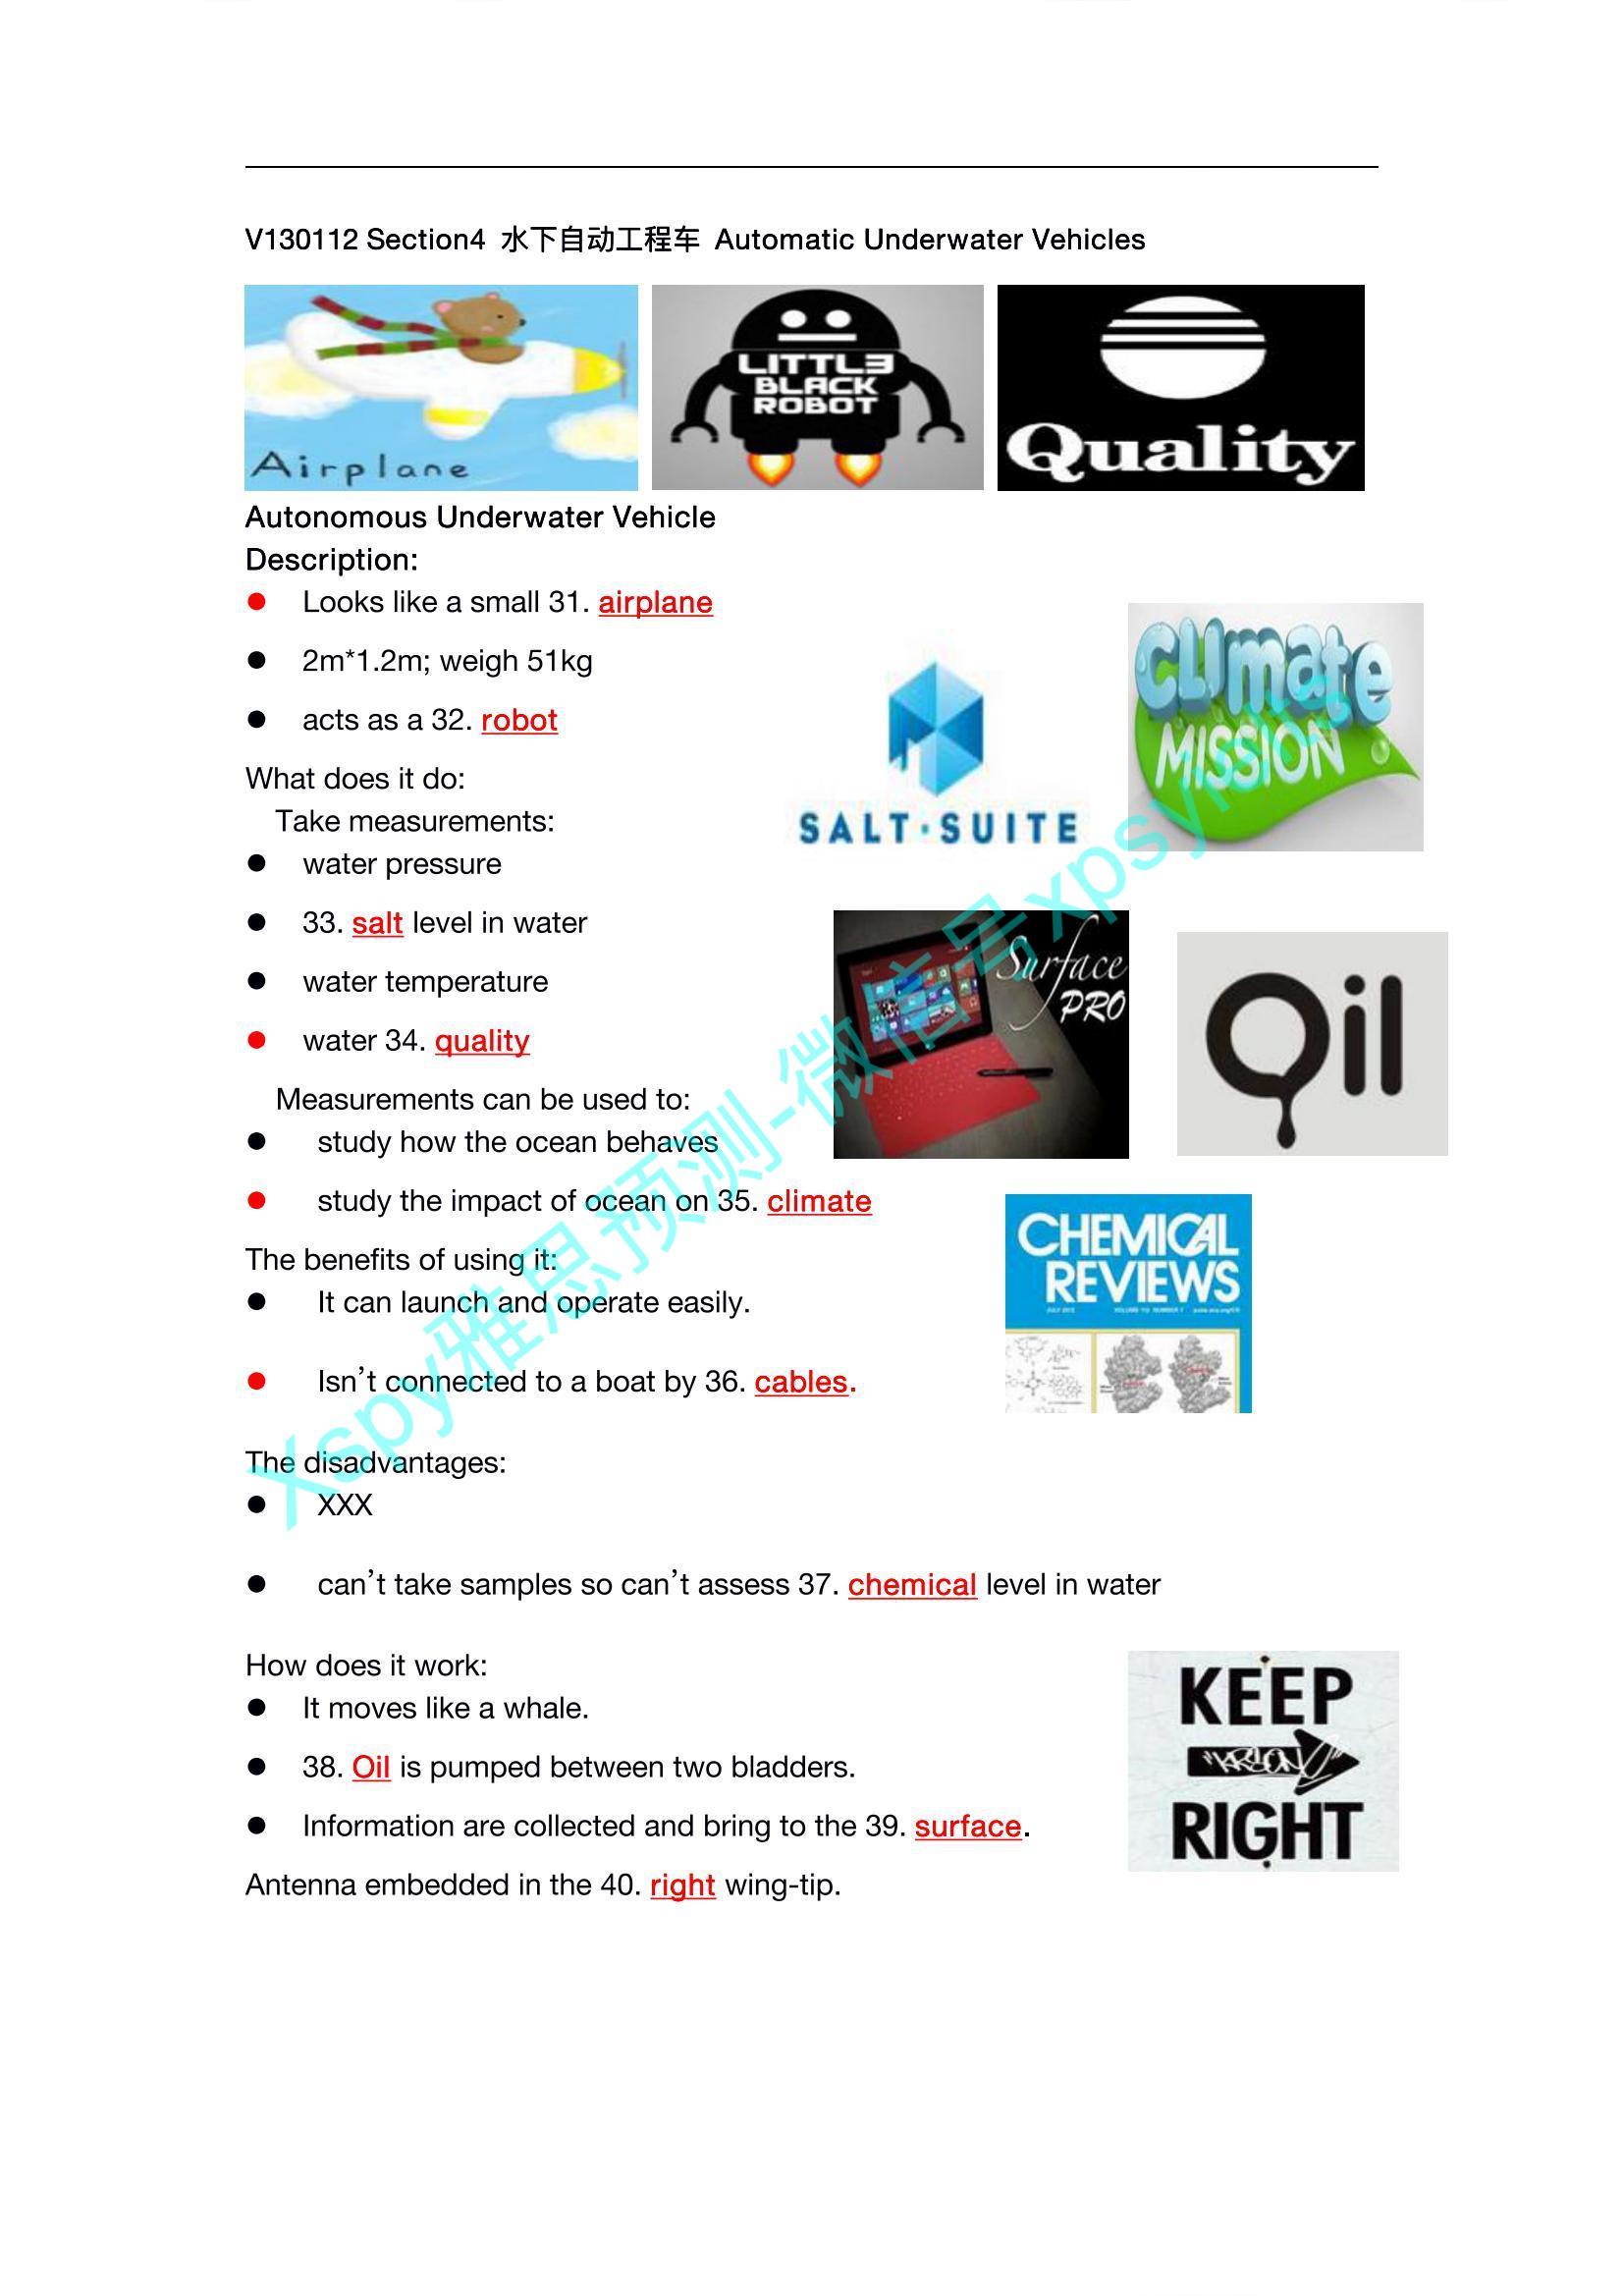 V130112 Section4 水下自动工程车 Automatic Underwater Vehicles
Airplane
LITTL3
BLACK
ROBOT
Quality
Autonomous Underwater Vehicle
Description:
● Looks like a small 31. airplane
● 2m*1.2m; weigh 51kg
● acts as a 32. robot
What does it do:
Take measurements:
● water pressure
● 33. salt level in water
● water temperature
● water 34. quality
Measurements can be used to:
● study how the ocean behaves
● study the impact of ocean on 35. climate
The benefits of using it:
● It can launch and operate easily.
● Isn't connected to a boat by 36. cables.
The disadvantages:
● XXX
● can't take samples so can't assess 37. chemical level in water
How does it work:
● It moves like a whale.
● 38. Oil is pumped between two bladders.
● Information are collected and bring to the 39. surface.
Antenna embedded in the 40. right wing-tip.
SALT·SUITE
CLImate
MISSION
Surface
PRO
Oil
CHEMICAL
REVIEWS
KEEP
RIGHT
Xspy雅思预测-微信号xpsyielts